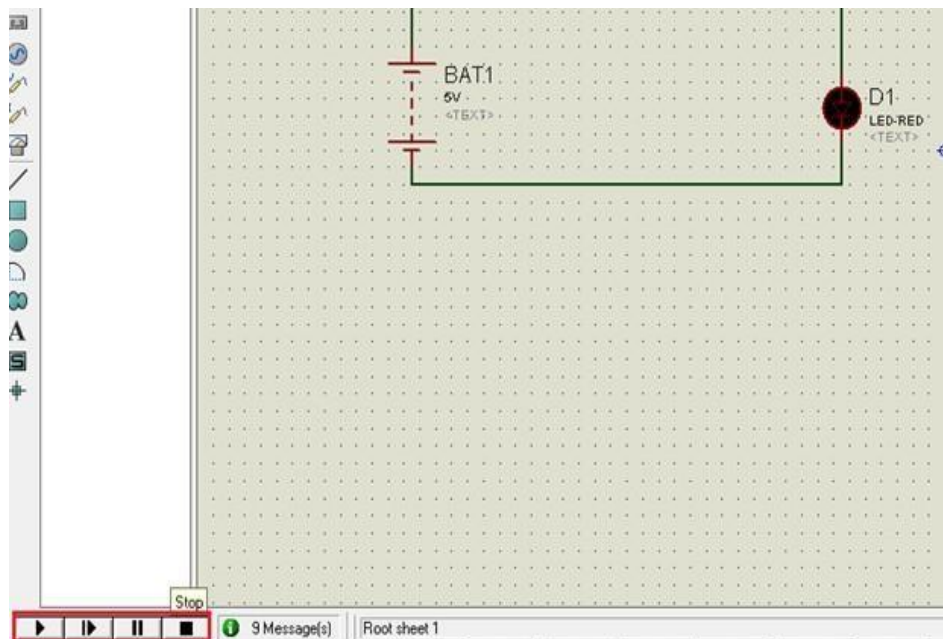 BAT1
5V
<TEXT>
D1
LED-RED
<TEXT>
A
S
Stop
9 Message(s)
Root sheet 1